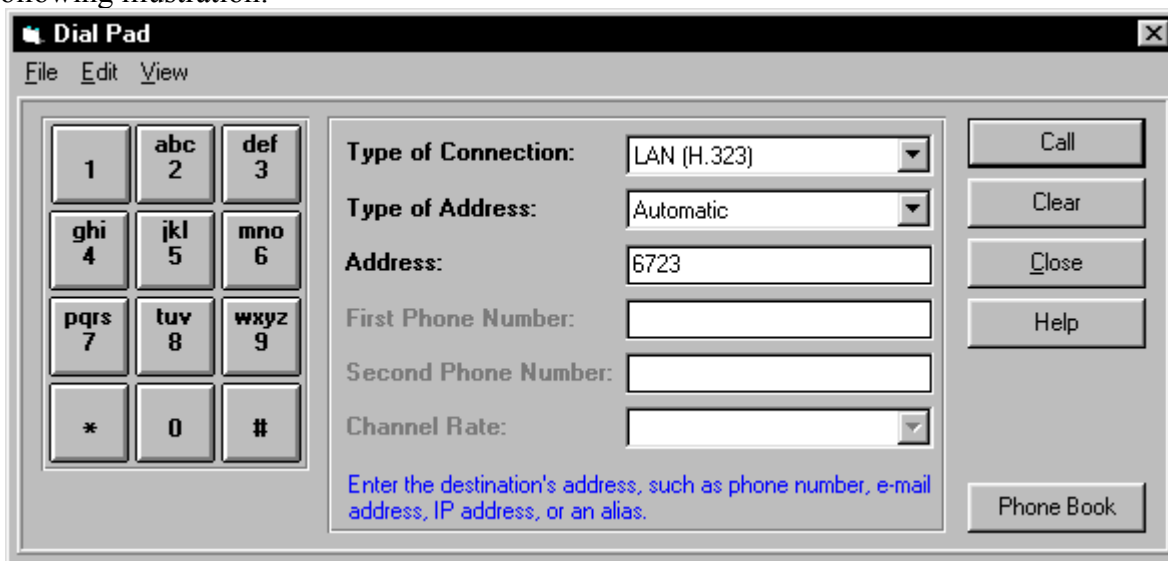 ollowing illustration.
Dial Pad
File Edit View
1
abc
2
def
3
ghi
4
jkl
5
mno
6
pqrs
7
tuv
8
wxyz
9
*
0
#
Type of Connection: LAN (H.323)
Type of Address: Automatic
Address: 6723
First Phone Number:
Second Phone Number:
Channel Rate:
Enter the destination's address, such as phone number, e-mail
address, IP address, or an alias.
Call
Clear
Close
Help
Phone Book